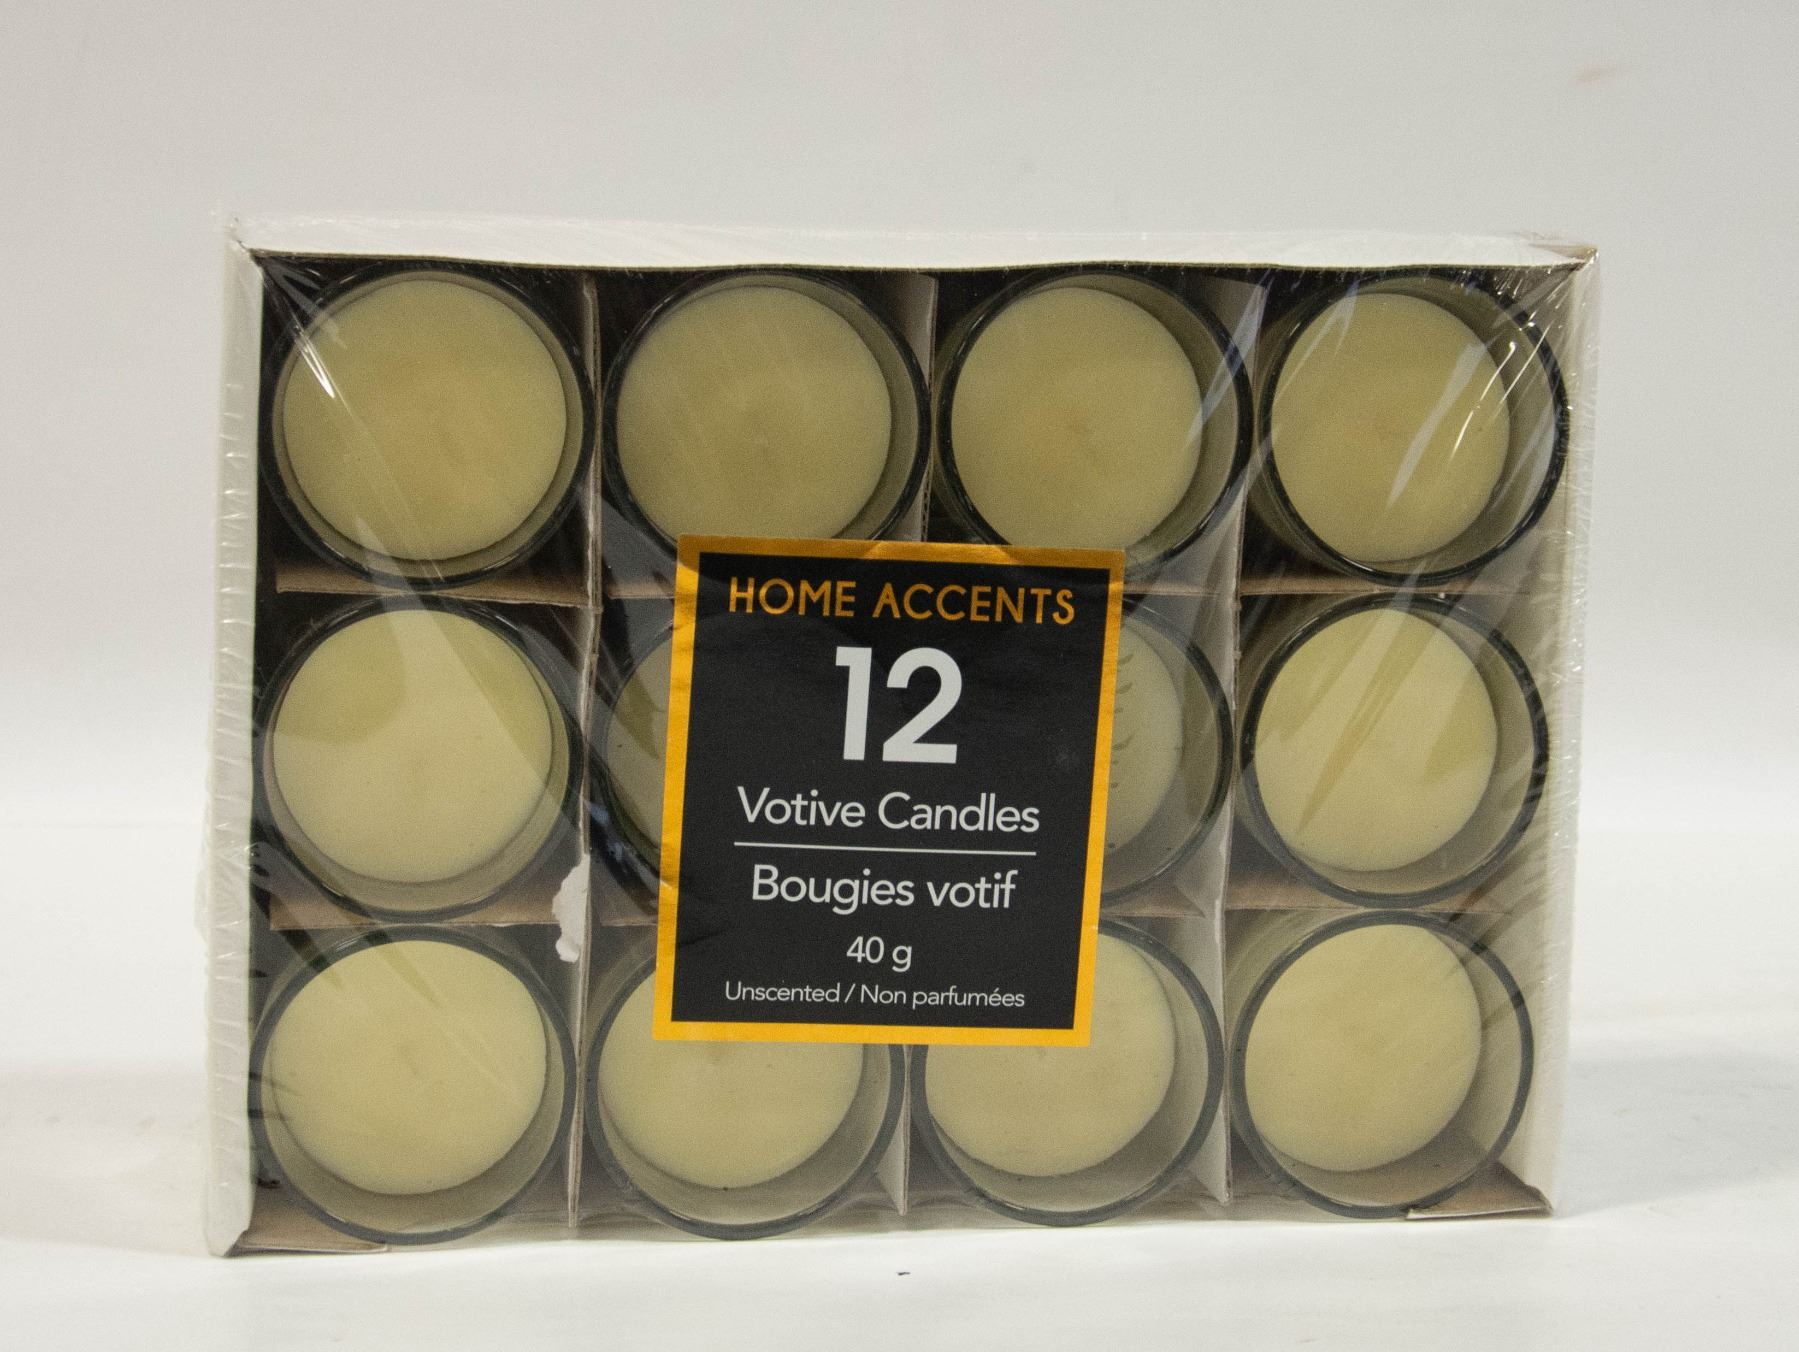 HOME ACCENTS
12
Votive Candles
Bougies votif
40 g
Unscented / Non parfumées